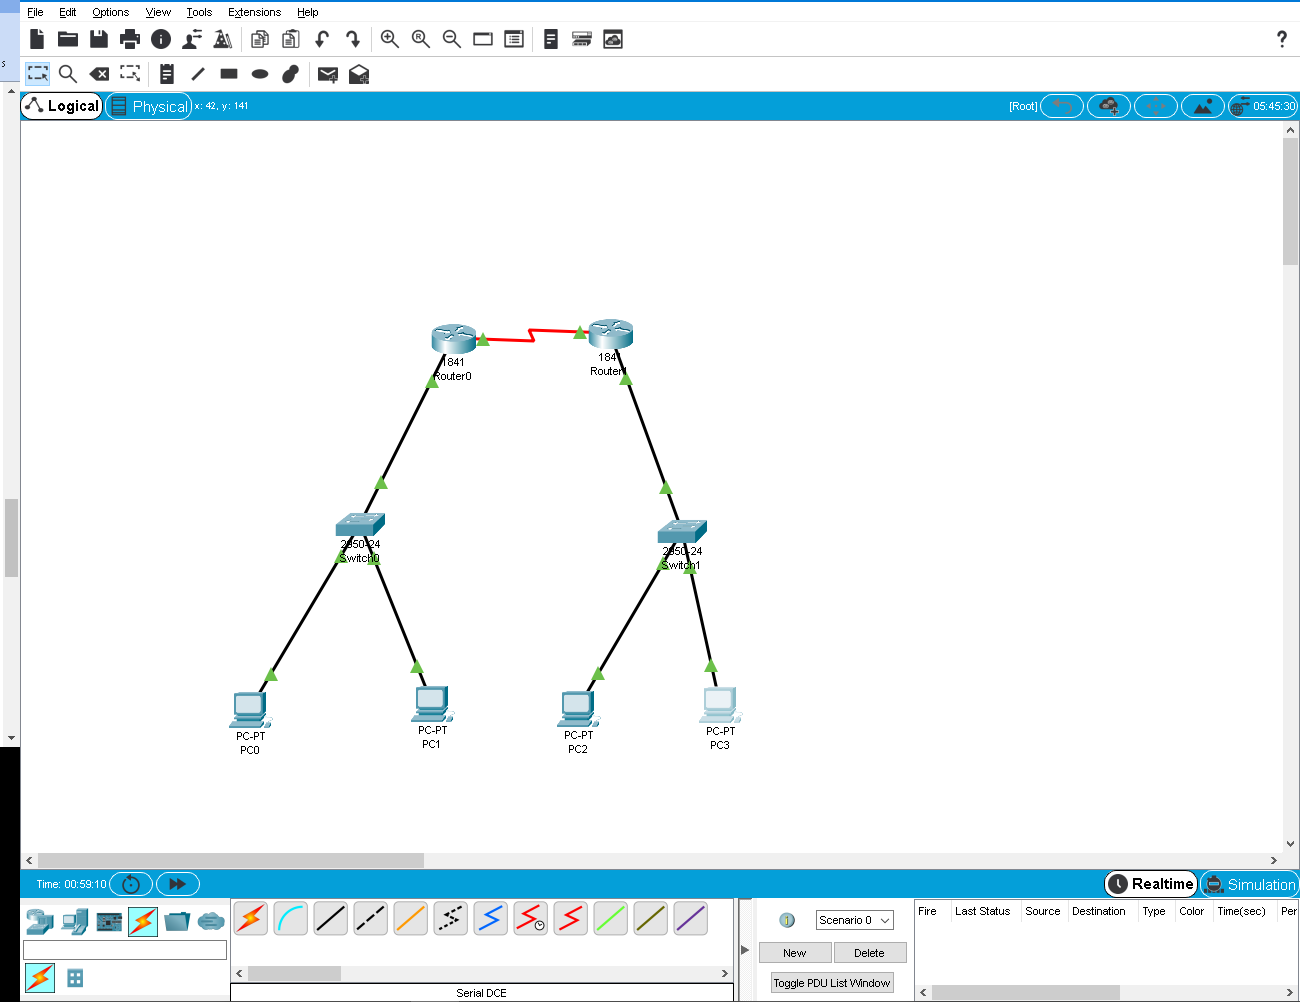 File Edit Options View Tools Extensions Help
?
s
Logical Physical x: 42, y: 141 [Root] 05:45:30
1841
Router0
1841
Router1
2950-24
Switch0
2950-24
Switch1
PC-PT
PC0
PC-PT
PC1
PC-PT
PC2
PC-PT
PC3
Time: 00:59:10 Realtime Simulation
Scenario 0
New Delete
Toggle PDU List Window
Fire Last Status Source Destination Type Color Time(sec) Per
Serial DCE